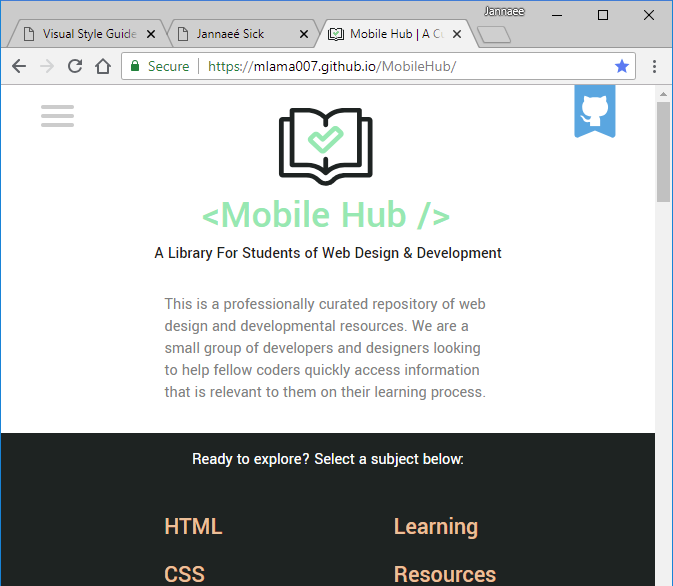 Jannaee
Visual Style Guide
Jannaeé Sick
Mobile Hub | A Cu
Secure
https://mlama007.github.io/MobileHub/
<Mobile Hub />
A Library For Students of Web Design & Development
This is a professionally curated repository of web
design and developmental resources. We are a
small group of developers and designers looking
to help fellow coders quickly access information
that is relevant to them on their learning process.
Ready to explore? Select a subject below:
HTML
Learning
CSS
Resources